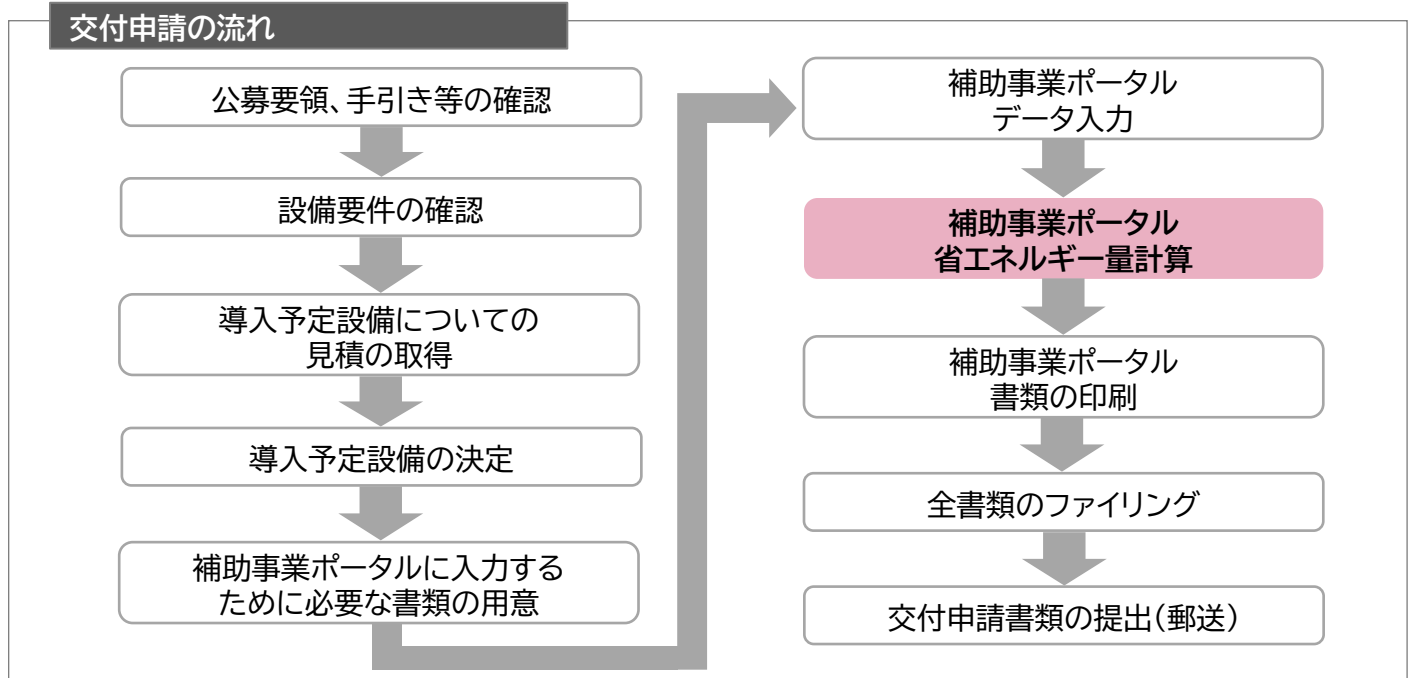 交付申請の流れ
公募要領、手引き等の確認
設備要件の確認
導入予定設備についての
見積の取得
導入予定設備の決定
補助事業ポータルに入力する
ために必要な書類の用意
補助事業ポータル
データ入力
補助事業ポータル
省エネルギー量計算
補助事業ポータル
書類の印刷
全書類のファイリング
交付申請書類の提出(郵送)